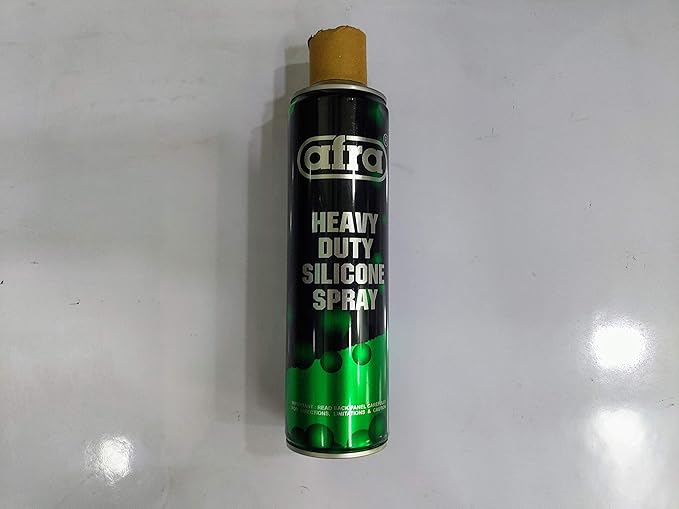 afra®
HEAVY
DUTY
SILICONE
SPRAY
IMPORTANT : READ BACK PANEL CAREFULLY
FOR DIRECTIONS, LIMITATIONS & CAUTION